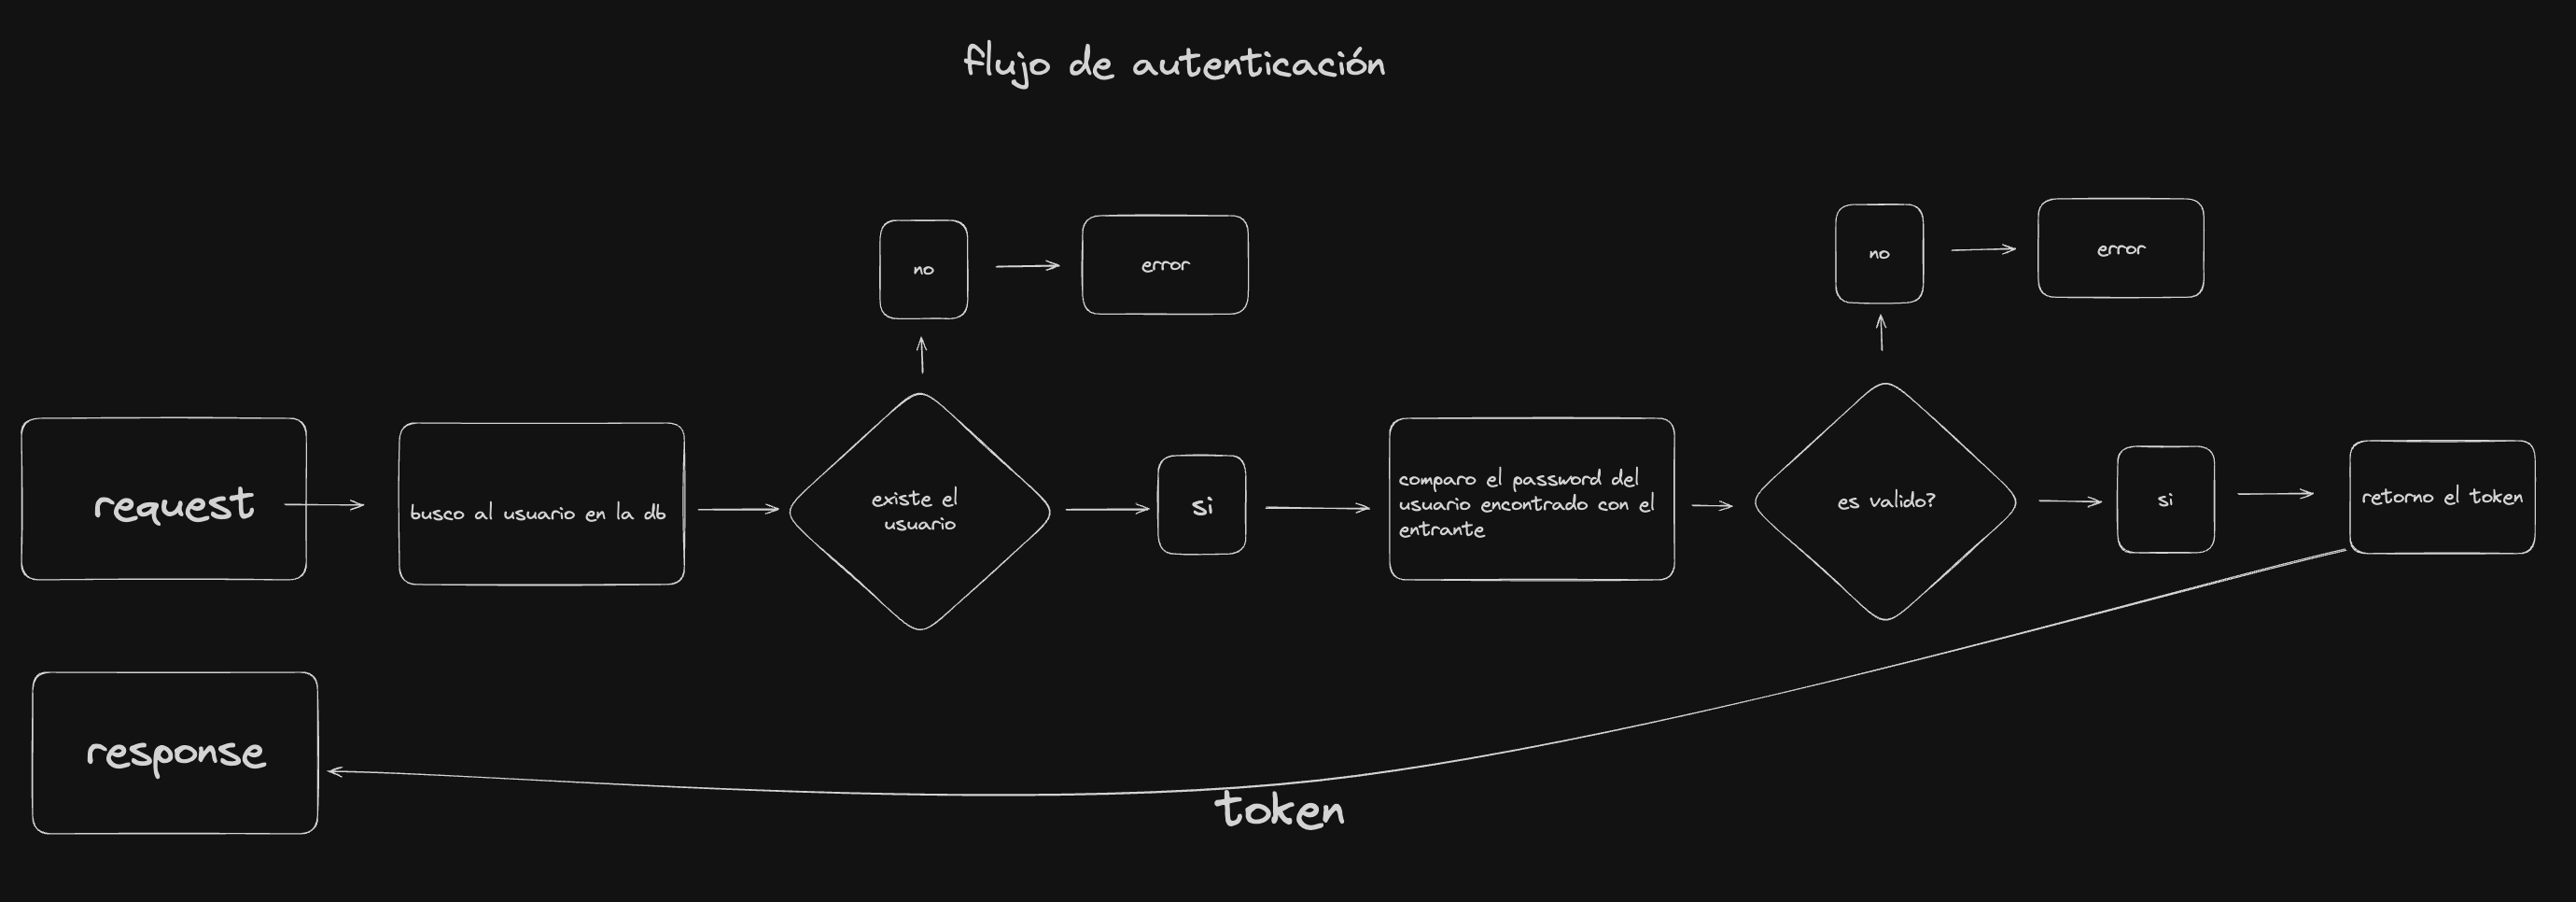 flujo de autenticación
no
error
no
error
request
busco al usuario en la db
existe el
usuario
si
comparo el password del
usuario encontrado con el
entrante
es valido?
si
retorno el token
response
token